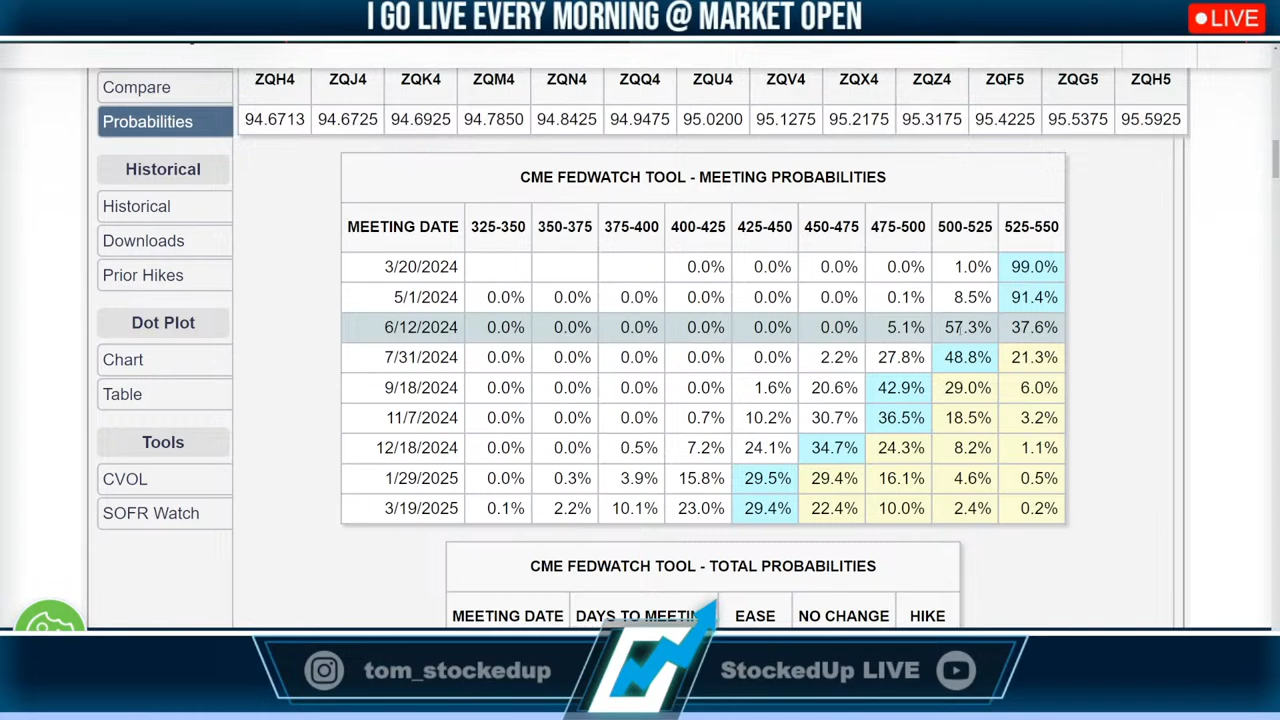 I GO LIVE EVERY MORNING @ MARKET OPEN
LIVE
Compare
Probabilities
Historical
Historical
Downloads
Prior Hikes
Dot Plot
Chart
Table
Tools
CVOL
SOFR Watch
ZQH4 ZQJ4 ZQK4 ZQM4 ZQN4 ZQQ4 ZQU4 ZQV4 ZQX4 ZQZ4 ZQF5 ZQG5 ZQH5
94.6713 94.6725 94.6925 94.7850 94.8425 94.9475 95.0200 95.1275 95.2175 95.3175 95.4225 95.5375 95.5925
CME FEDWATCH TOOL - MEETING PROBABILITIES
MEETING DATE 325-350 350-375 375-400 400-425 425-450 450-475 475-500 500-525 525-550
3/20/2024 0.0% 0.0% 0.0% 0.0% 1.0% 99.0%
5/1/2024 0.0% 0.0% 0.0% 0.0% 0.0% 0.0% 0.1% 8.5% 91.4%
6/12/2024 0.0% 0.0% 0.0% 0.0% 0.0% 0.0% 5.1% 57.3% 37.6%
7/31/2024 0.0% 0.0% 0.0% 0.0% 0.0% 2.2% 27.8% 48.8% 21.3%
9/18/2024 0.0% 0.0% 0.0% 0.0% 1.6% 20.6% 42.9% 29.0% 6.0%
11/7/2024 0.0% 0.0% 0.0% 0.7% 10.2% 30.7% 36.5% 18.5% 3.2%
12/18/2024 0.0% 0.0% 0.5% 7.2% 24.1% 34.7% 24.3% 8.2% 1.1%
1/29/2025 0.0% 0.3% 3.9% 15.8% 29.5% 29.4% 16.1% 4.6% 0.5%
3/19/2025 0.1% 2.2% 10.1% 23.0% 29.4% 22.4% 10.0% 2.4% 0.2%
CME FEDWATCH TOOL - TOTAL PROBABILITIES
MEETING DATE DAYS TO MEETING EASE NO CHANGE HIKE
tom_stockedup
StockedUp LIVE